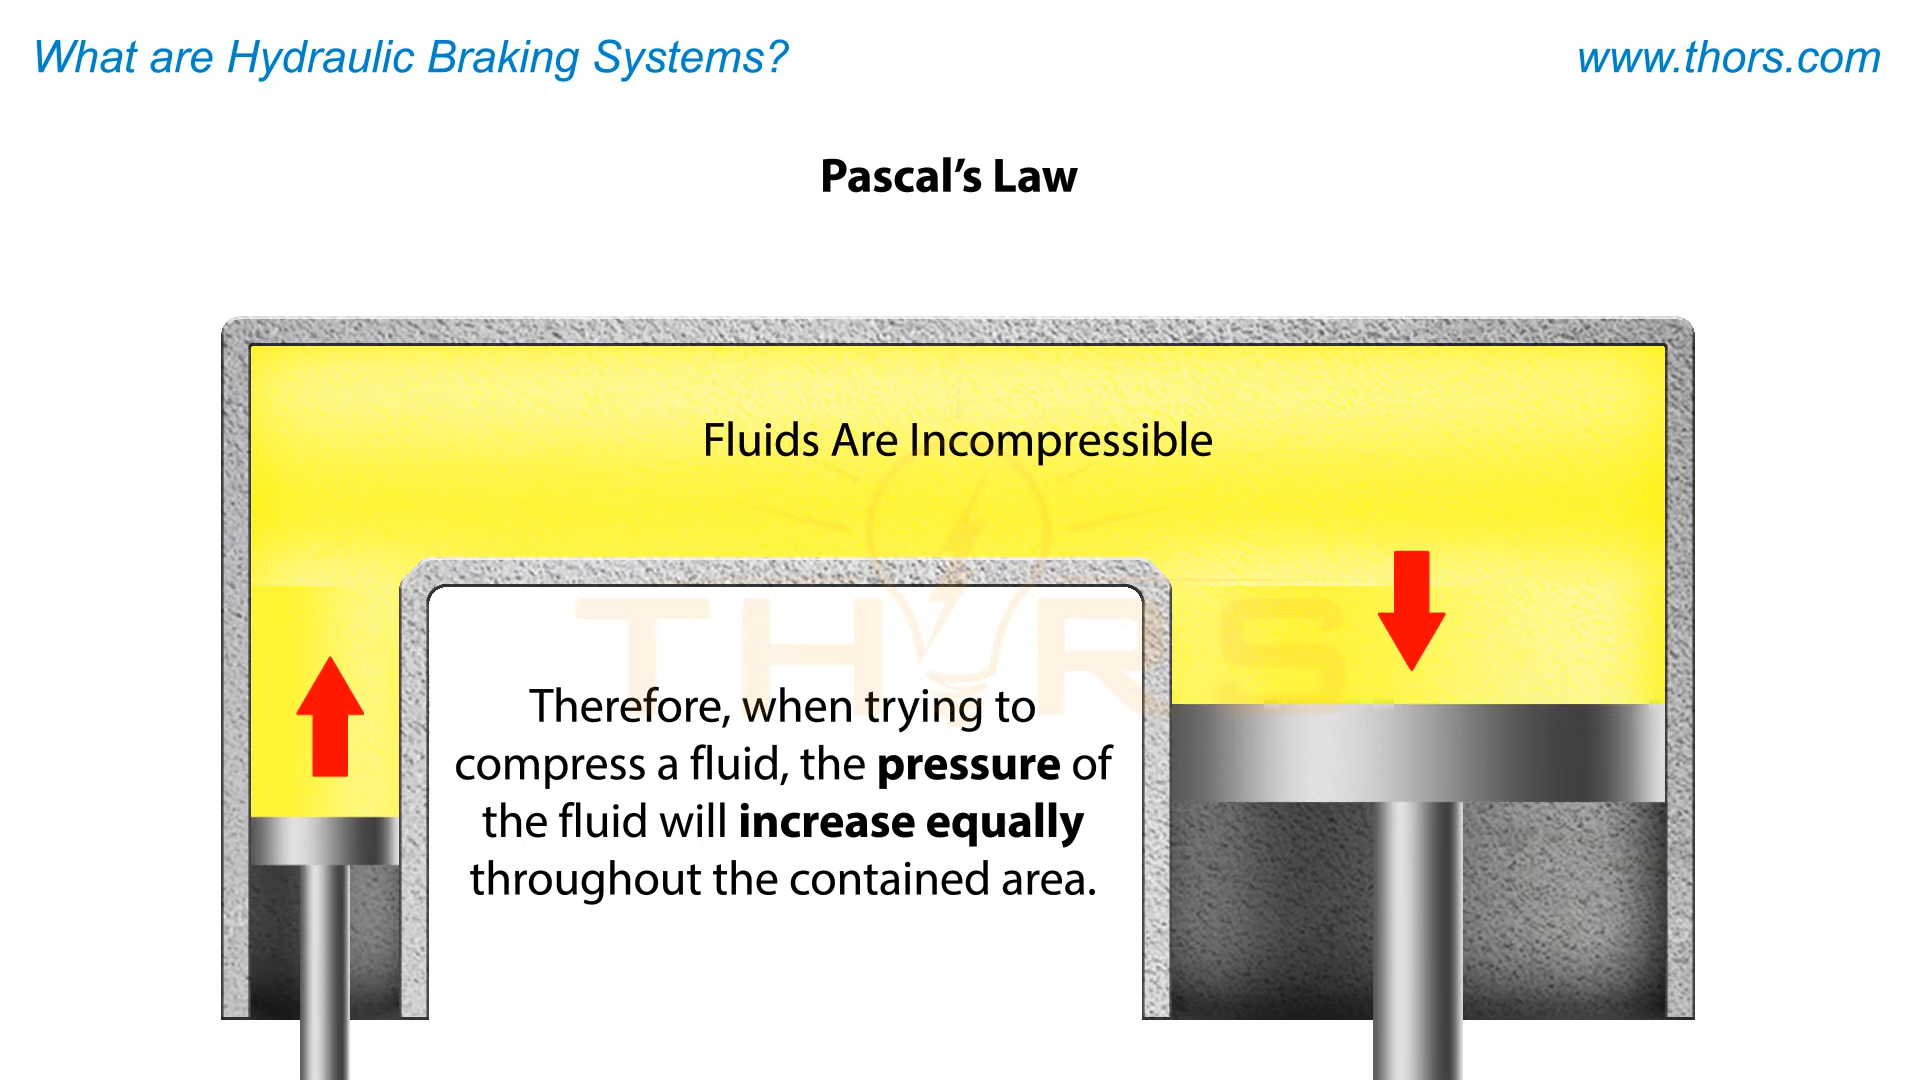 What are Hydraulic Braking Systems?
www.thors.com
Pascal’s Law
Fluids Are Incompressible
THORS
Therefore, when trying to
compress a fluid, the pressure of
the fluid will increase equally
throughout the contained area.